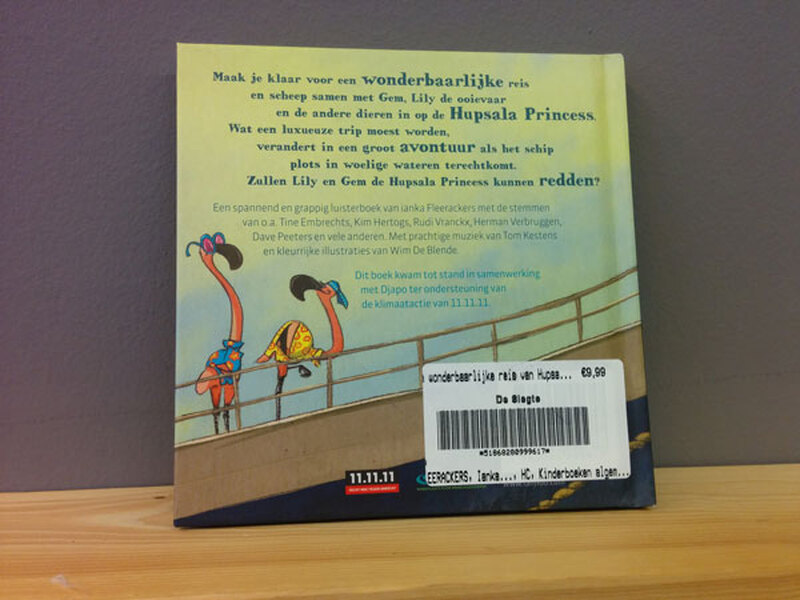 Maak je klaar voor een wonderbaarlijke reis
en scheep samen met Gem, Lily de ooievaar
en de andere dieren in op de Hupsala Princess.
Wat een luxueuze trip moest worden,
verandert in een groot avontuur als het schip
plots in woelige wateren terechtkomt.
Zullen Lily en Gem de Hupsala Princess kunnen redden?
Een spannend en grappig luisterboek van ianka Fleerackers met de stemmen
van o.a. Tine Embrechts, Kim Hertogs, Rudi Vranckx, Herman Verbruggen,
Dave Peeters en vele anderen. Met prachtige muziek van Tom Kestens
en kleurrijke illustraties van Wim De Blende.
Dit boek kwam tot stand in samenwerking
met Djapo ter ondersteuning van
de klimaatactie van 11.11.11.
wonderbaarlijke reis van Hupsa... €9,99
De Slegte
*51868200999617*
EERACKERS, Ianka..., HC, Kinderboeken algem...
11.11.11